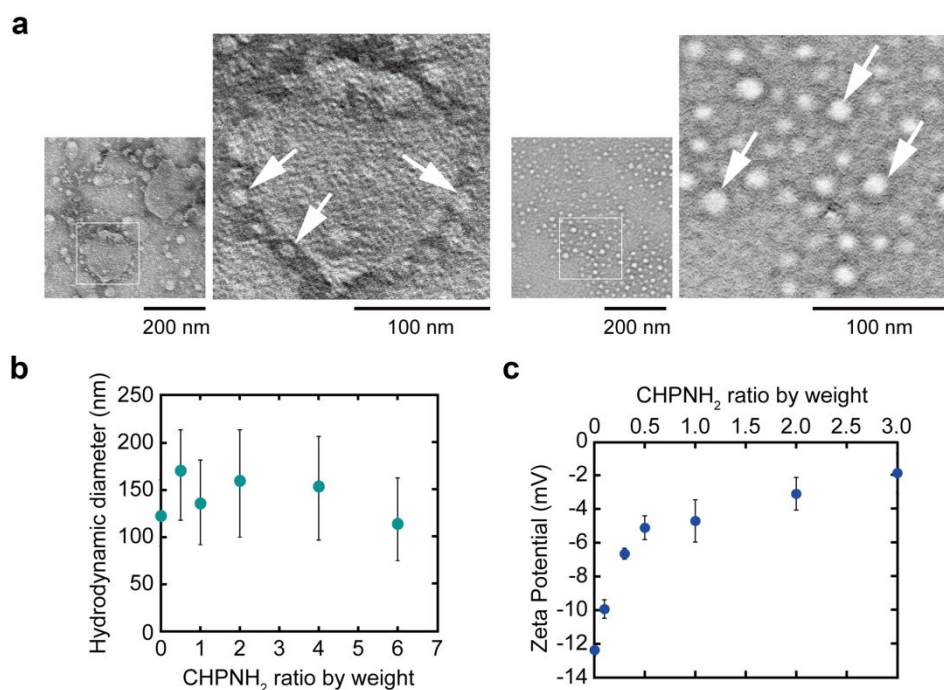 a
200 nm
100 nm
200 nm
100 nm
b
Hydrodynamic diameter (nm)
250
200
150
100
50
0
0 1 2 3 4 5 6 7
CHPNH₂ ratio by weight
c
CHPNH₂ ratio by weight
0 0.5 1.0 1.5 2.0 2.5 3.0
Zeta Potential (mV)
0
-2
-4
-6
-8
-10
-12
-14